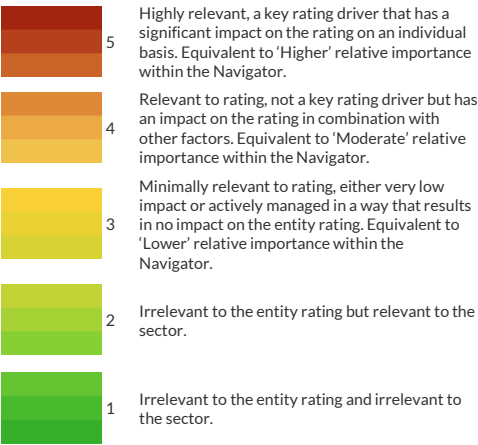 5
Highly relevant, a key rating driver that has a
significant impact on the rating on an individual
basis. Equivalent to ‘Higher’ relative importance
within the Navigator.
4
Relevant to rating, not a key rating driver but has
an impact on the rating in combination with
other factors. Equivalent to ‘Moderate’ relative
importance within the Navigator.
3
Minimally relevant to rating, either very low
impact or actively managed in a way that results
in no impact on the entity rating. Equivalent to
‘Lower’ relative importance within the
Navigator.
2
Irrelevant to the entity rating but relevant to the
sector.
1
Irrelevant to the entity rating and irrelevant to
the sector.